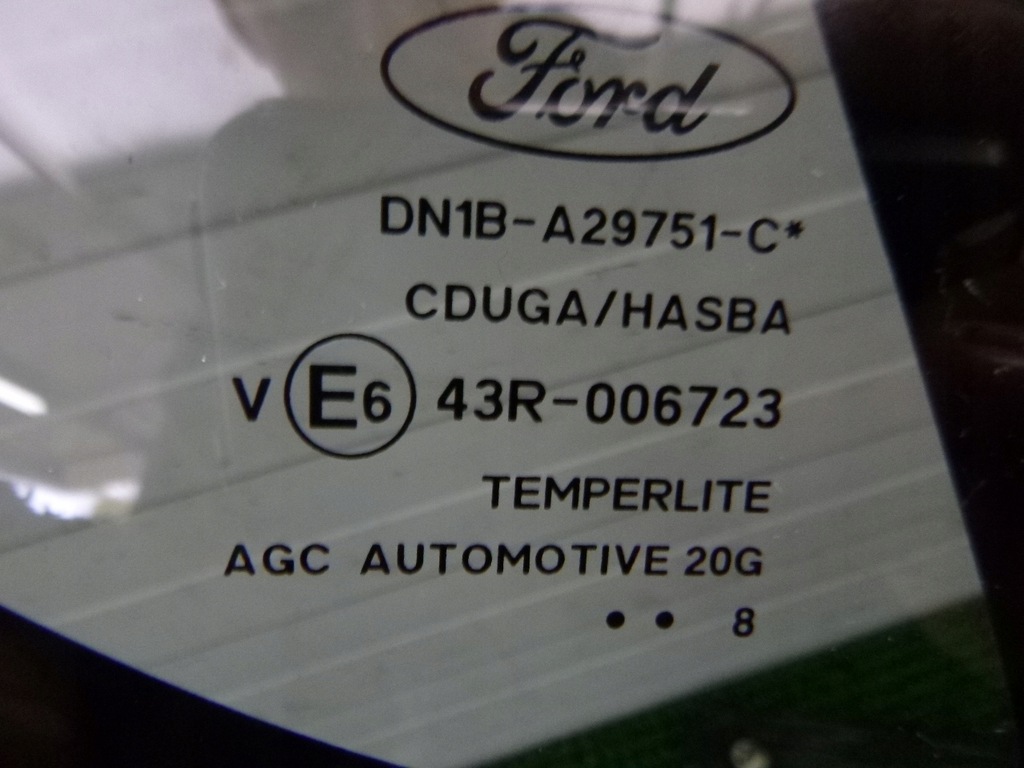 Ford
DN1B-A29751-C*
CDUGA/HASBA
V E6 43R-006723
TEMPERLITE
AGC AUTOMOTIVE 20G
• • 8